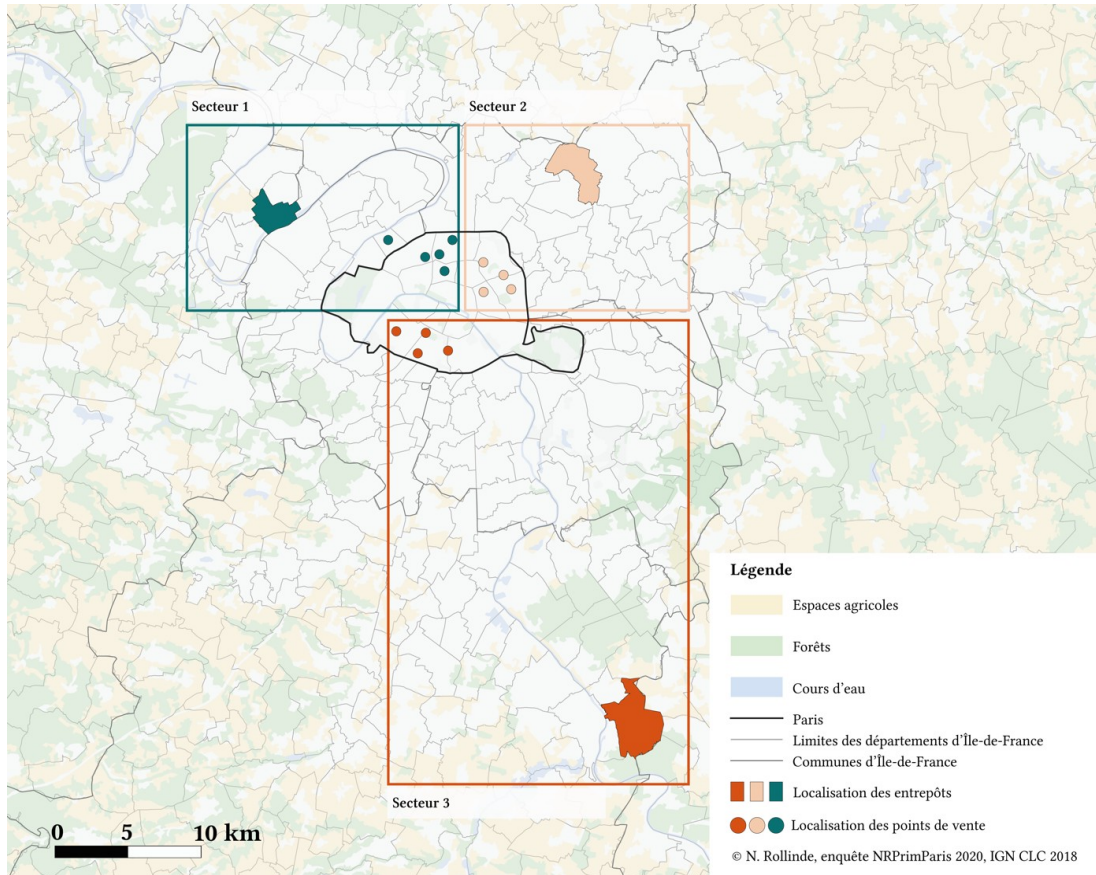 Secteur 1
Secteur 2
Secteur 3
Légende
Espaces agricoles
Forêts
Cours d'eau
Paris
Limites des départements d'Île-de-France
Communes d'Île-de-France
Localisation des entrepôts
Localisation des points de vente
© N. Rollinde, enquête NRPrimParis 2020, IGN CLC 2018
0 5 10 km